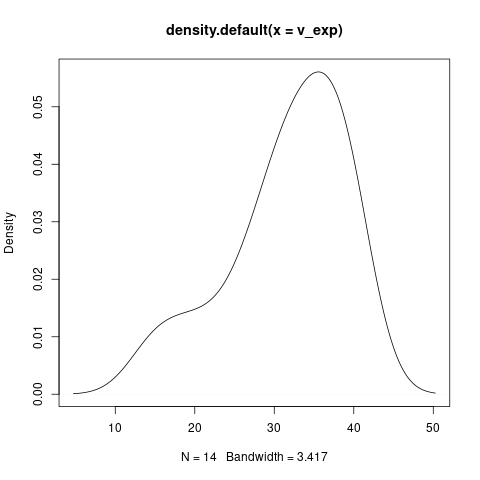 density.default(x = v_exp)
Density
0.00
0.01
0.02
0.03
0.04
0.05
10 20 30 40 50
N = 14 Bandwidth = 3.417